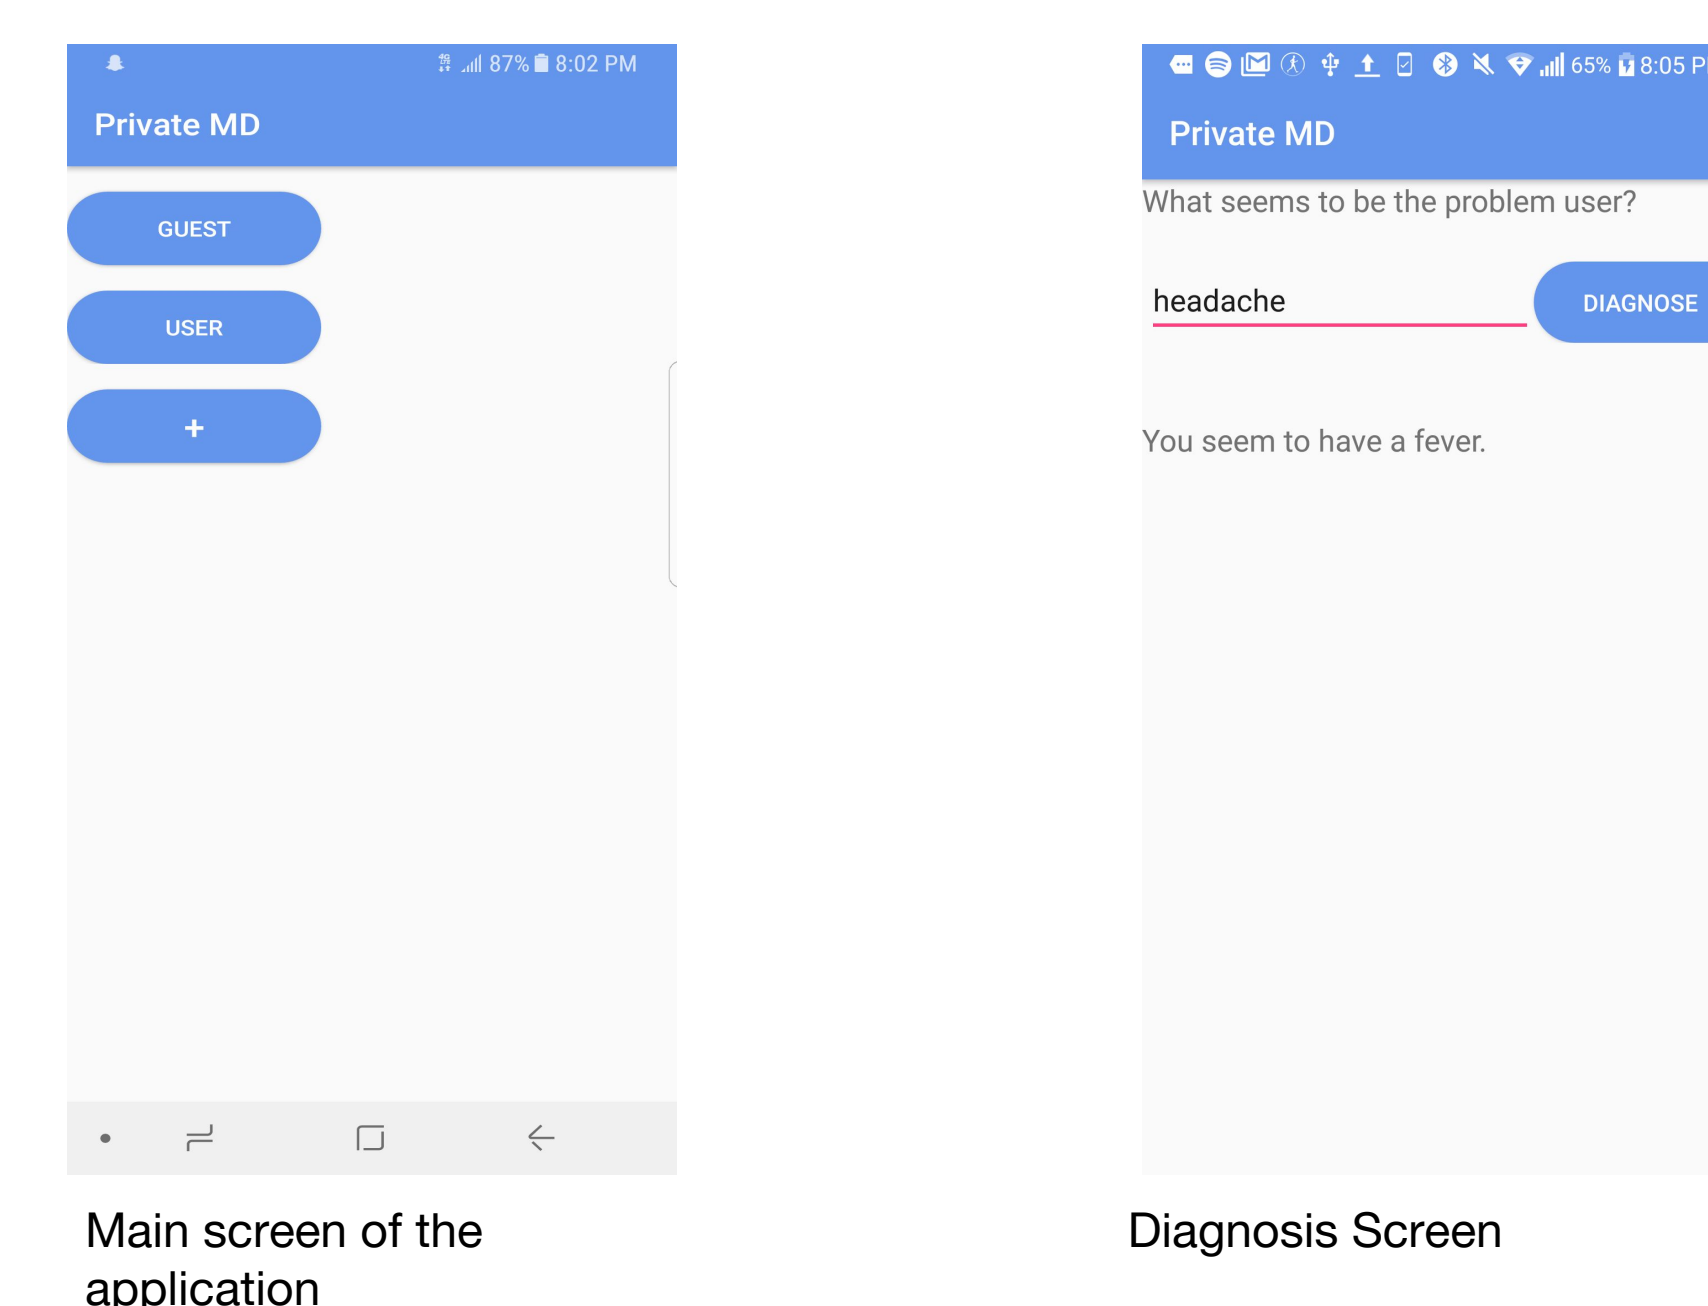 87% 8:02 PM
Private MD
GUEST
USER
+
Main screen of the
application
65% 8:05 P
Private MD
What seems to be the problem user?
headache
DIAGNOSE
You seem to have a fever.
Diagnosis Screen